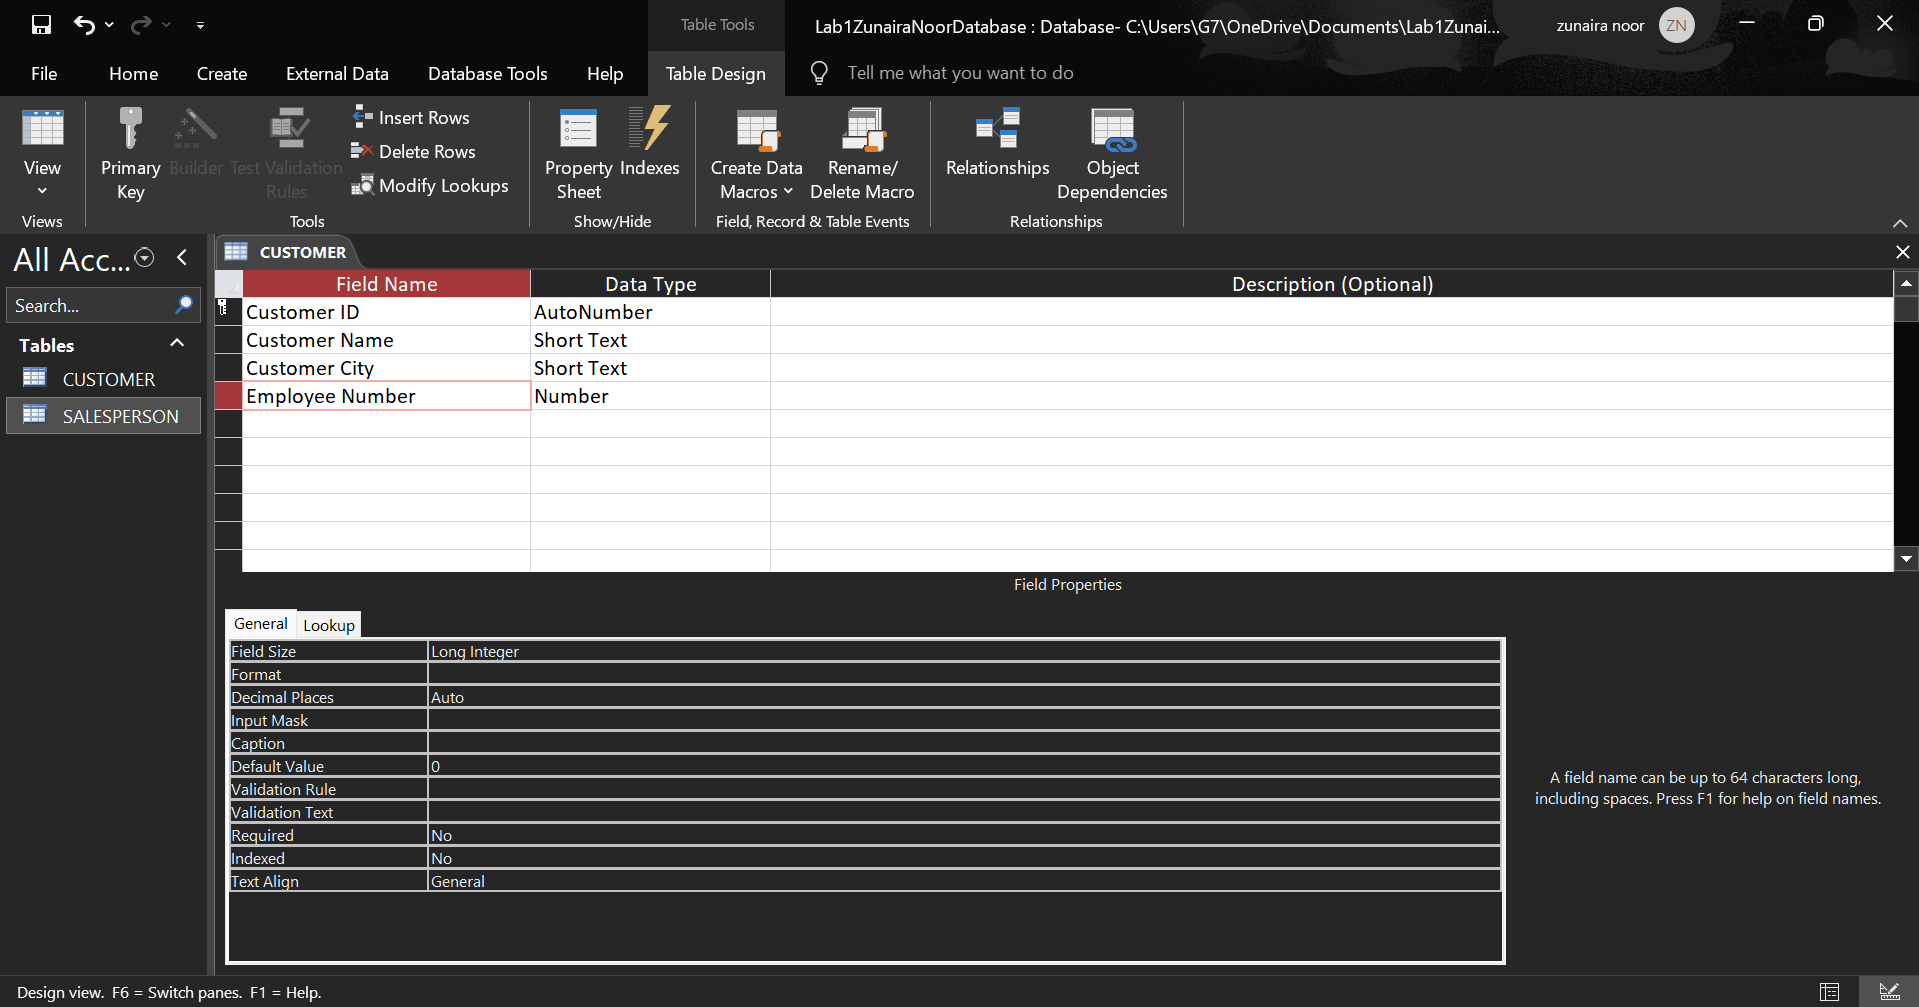 Table Tools
Lab1ZunairaNoorDatabase : Database- C:\Users\G7\OneDrive\Documents\Lab1Zunai...
zunaira noor
ZN
File
Home
Create
External Data
Database Tools
Help
Table Design
Tell me what you want to do
View
Primary Key
Builder
Test Validation Rules
Insert Rows
Delete Rows
Modify Lookups
Property Sheet
Indexes
Create Data Macros
Rename/ Delete Macro
Relationships
Object Dependencies
Views
Tools
Show/Hide
Field, Record & Table Events
Relationships
All Acc...
Search...
Tables
CUSTOMER
SALESPERSON
CUSTOMER
Field Name Data Type Description (Optional)
Customer ID AutoNumber
Customer Name Short Text
Customer City Short Text
Employee Number Number
Field Properties
General Lookup
Field Size Long Integer
Format
Decimal Places Auto
Input Mask
Caption
Default Value 0
Validation Rule
Validation Text
Required No
Indexed No
Text Align General
A field name can be up to 64 characters long,
including spaces. Press F1 for help on field names.
Design view. F6 = Switch panes. F1 = Help.